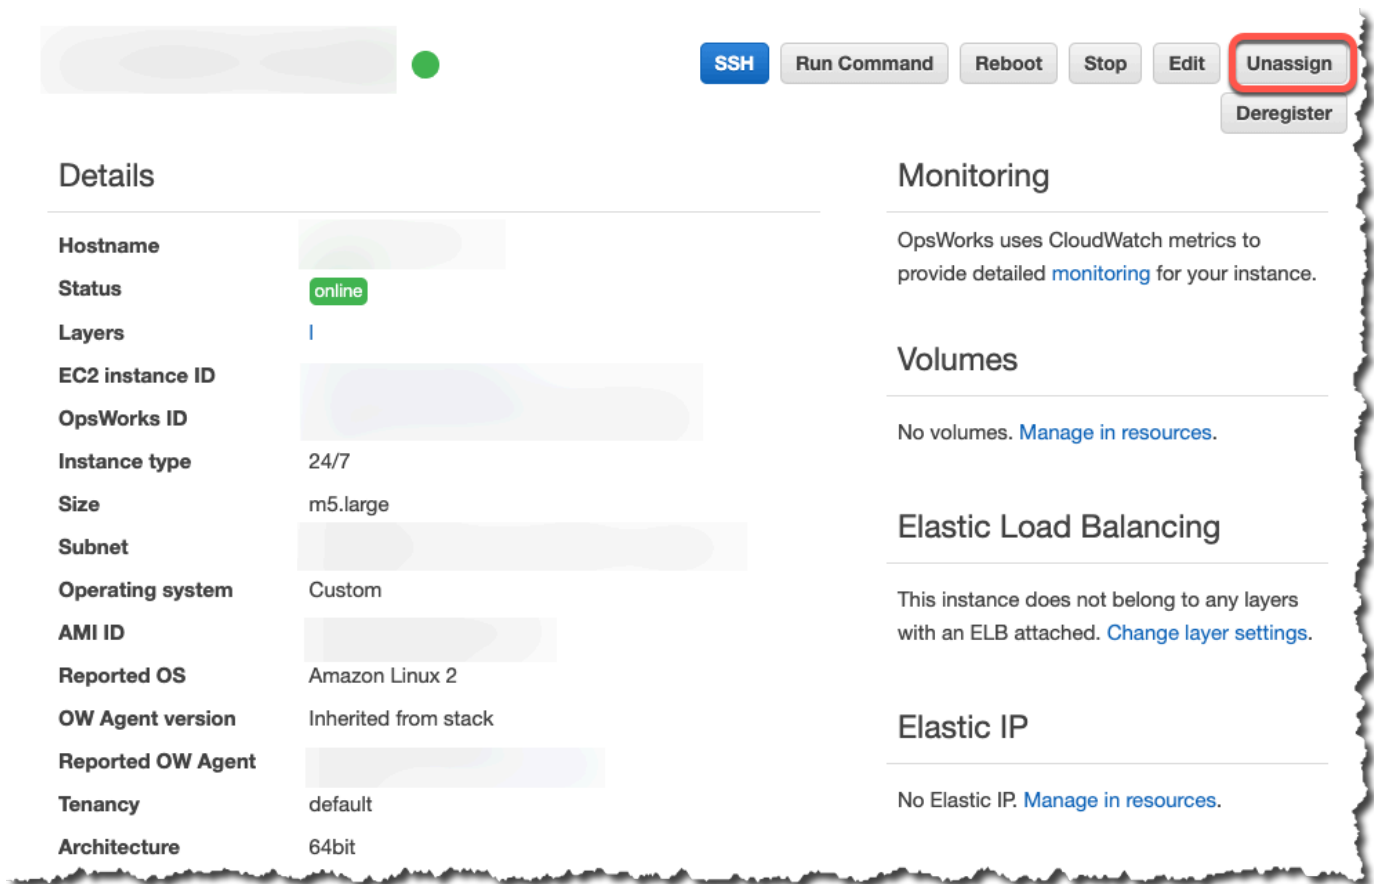 SSH Run Command Reboot Stop Edit Unassign
Deregister
Details
Hostname
Status online
Layers l
EC2 instance ID
OpsWorks ID
Instance type 24/7
Size m5.large
Subnet
Operating system Custom
AMI ID
Reported OS Amazon Linux 2
OW Agent version Inherited from stack
Reported OW Agent
Tenancy default
Architecture 64bit
Monitoring
OpsWorks uses CloudWatch metrics to
provide detailed monitoring for your instance.
Volumes
No volumes. Manage in resources.
Elastic Load Balancing
This instance does not belong to any layers
with an ELB attached. Change layer settings.
Elastic IP
No Elastic IP. Manage in resources.